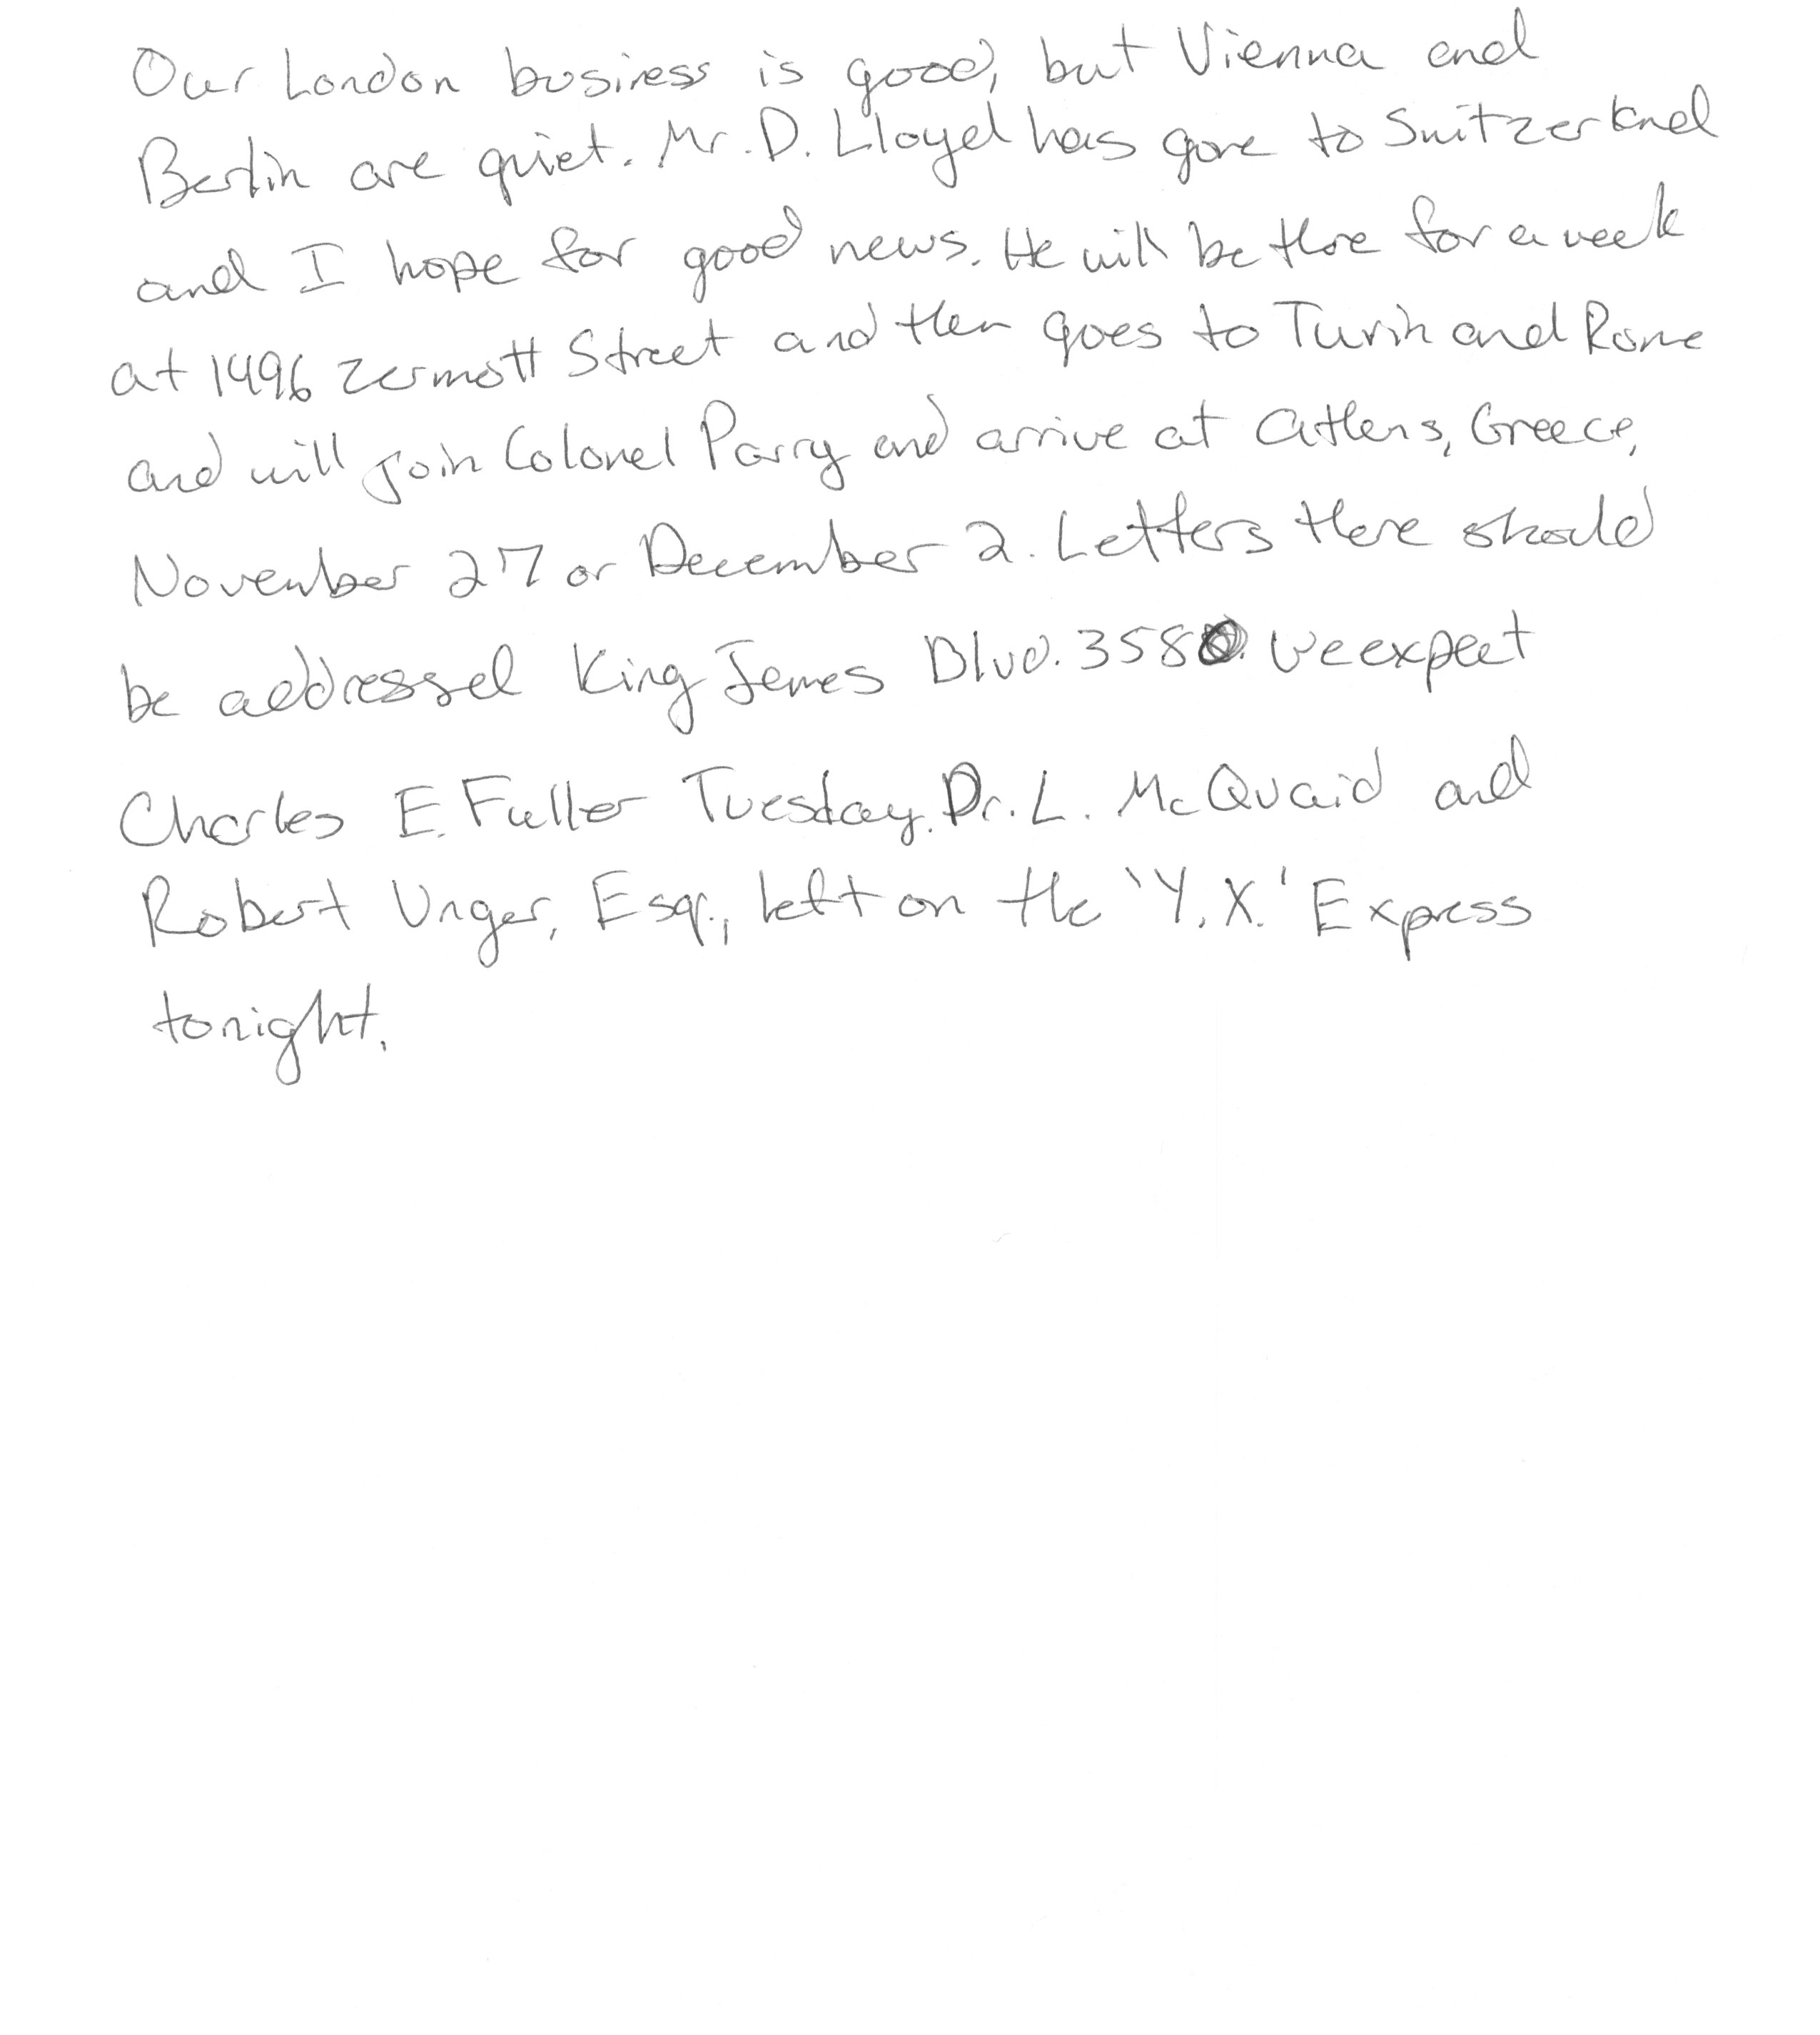 Our London business is good, but Vienna and
Berlin are quiet. Mr. D. Lloyd has gone to Switzerland
and I hope for good news. He will be there for a week
at 1496 Zermott Street and then goes to Turin and Rome
and will join Colonel Parry and arrive at Athens, Greece,
November 27 or December 2. Letters there should
be addressed King James Blvd. 3580. We expect
Charles E. Fuller Tuesday. Dr. L. McQuaid and
Robert Unger, Esq., left on the 'Y.X.' Express
tonight.